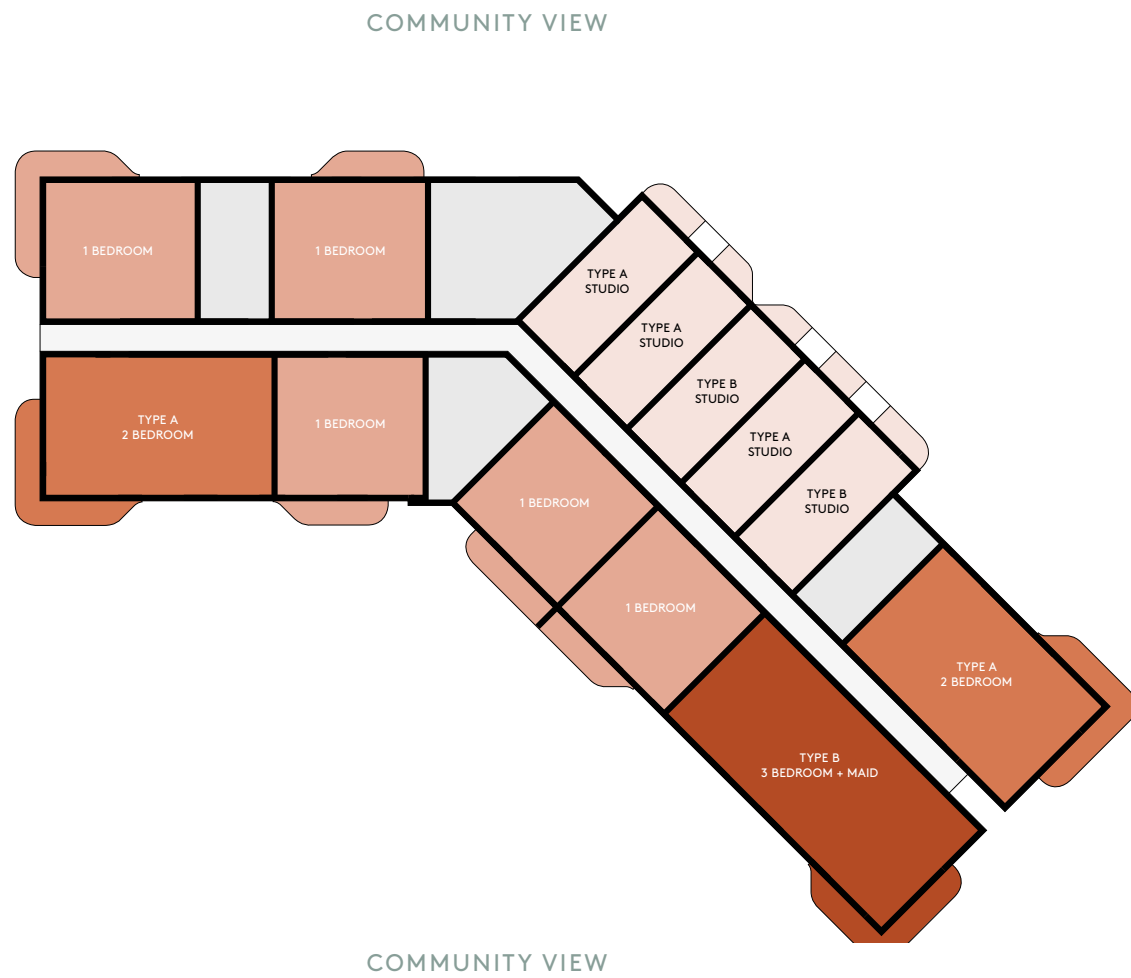 COMMUNITY VIEW
1 BEDROOM
1 BEDROOM
TYPE A
STUDIO
TYPE A
STUDIO
TYPE B
STUDIO
TYPE A
STUDIO
TYPE B
STUDIO
TYPE A
2 BEDROOM
1 BEDROOM
1 BEDROOM
1 BEDROOM
TYPE A
2 BEDROOM
TYPE B
3 BEDROOM + MAID
COMMUNITY VIEW